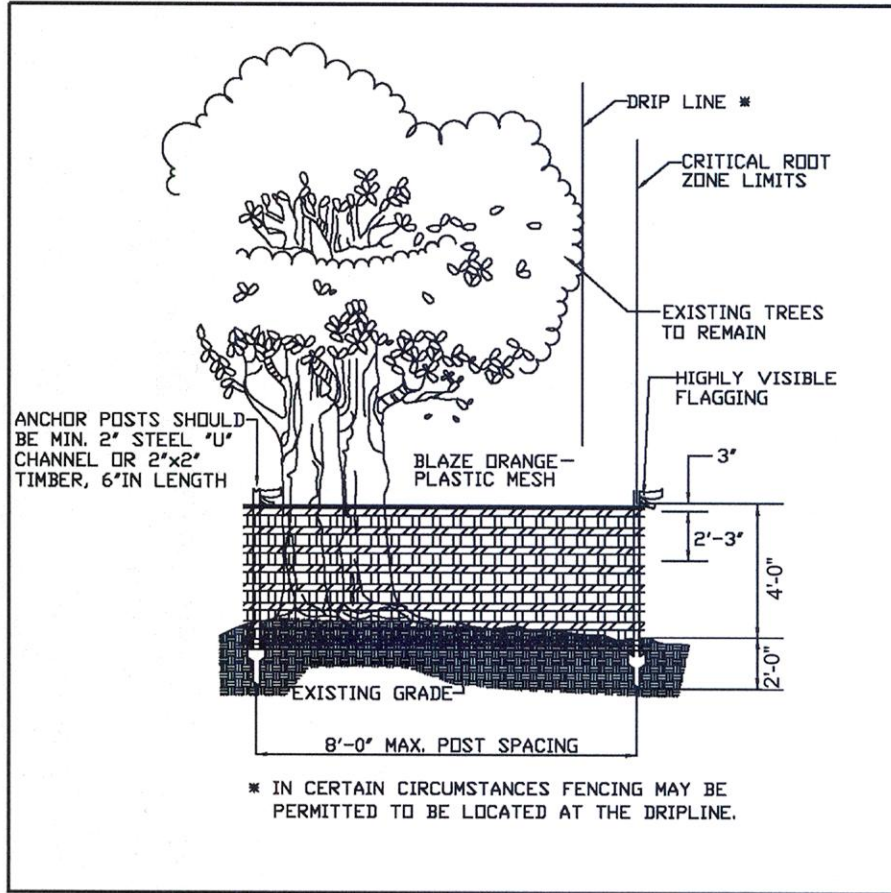 DRIP LINE *
CRITICAL ROOT
ZONE LIMITS
EXISTING TREES
TO REMAIN
HIGHLY VISIBLE
FLAGGING
ANCHOR POSTS SHOULD
BE MIN. 2" STEEL "U"
CHANNEL OR 2"x2"
TIMBER, 6"IN LENGTH
BLAZE ORANGE-
PLASTIC MESH
3"
2'-3"
4'-0"
2'-0"
EXISTING GRADE
8'-0" MAX. POST SPACING
* IN CERTAIN CIRCUMSTANCES FENCING MAY BE
PERMITTED TO BE LOCATED AT THE DRIPLINE.